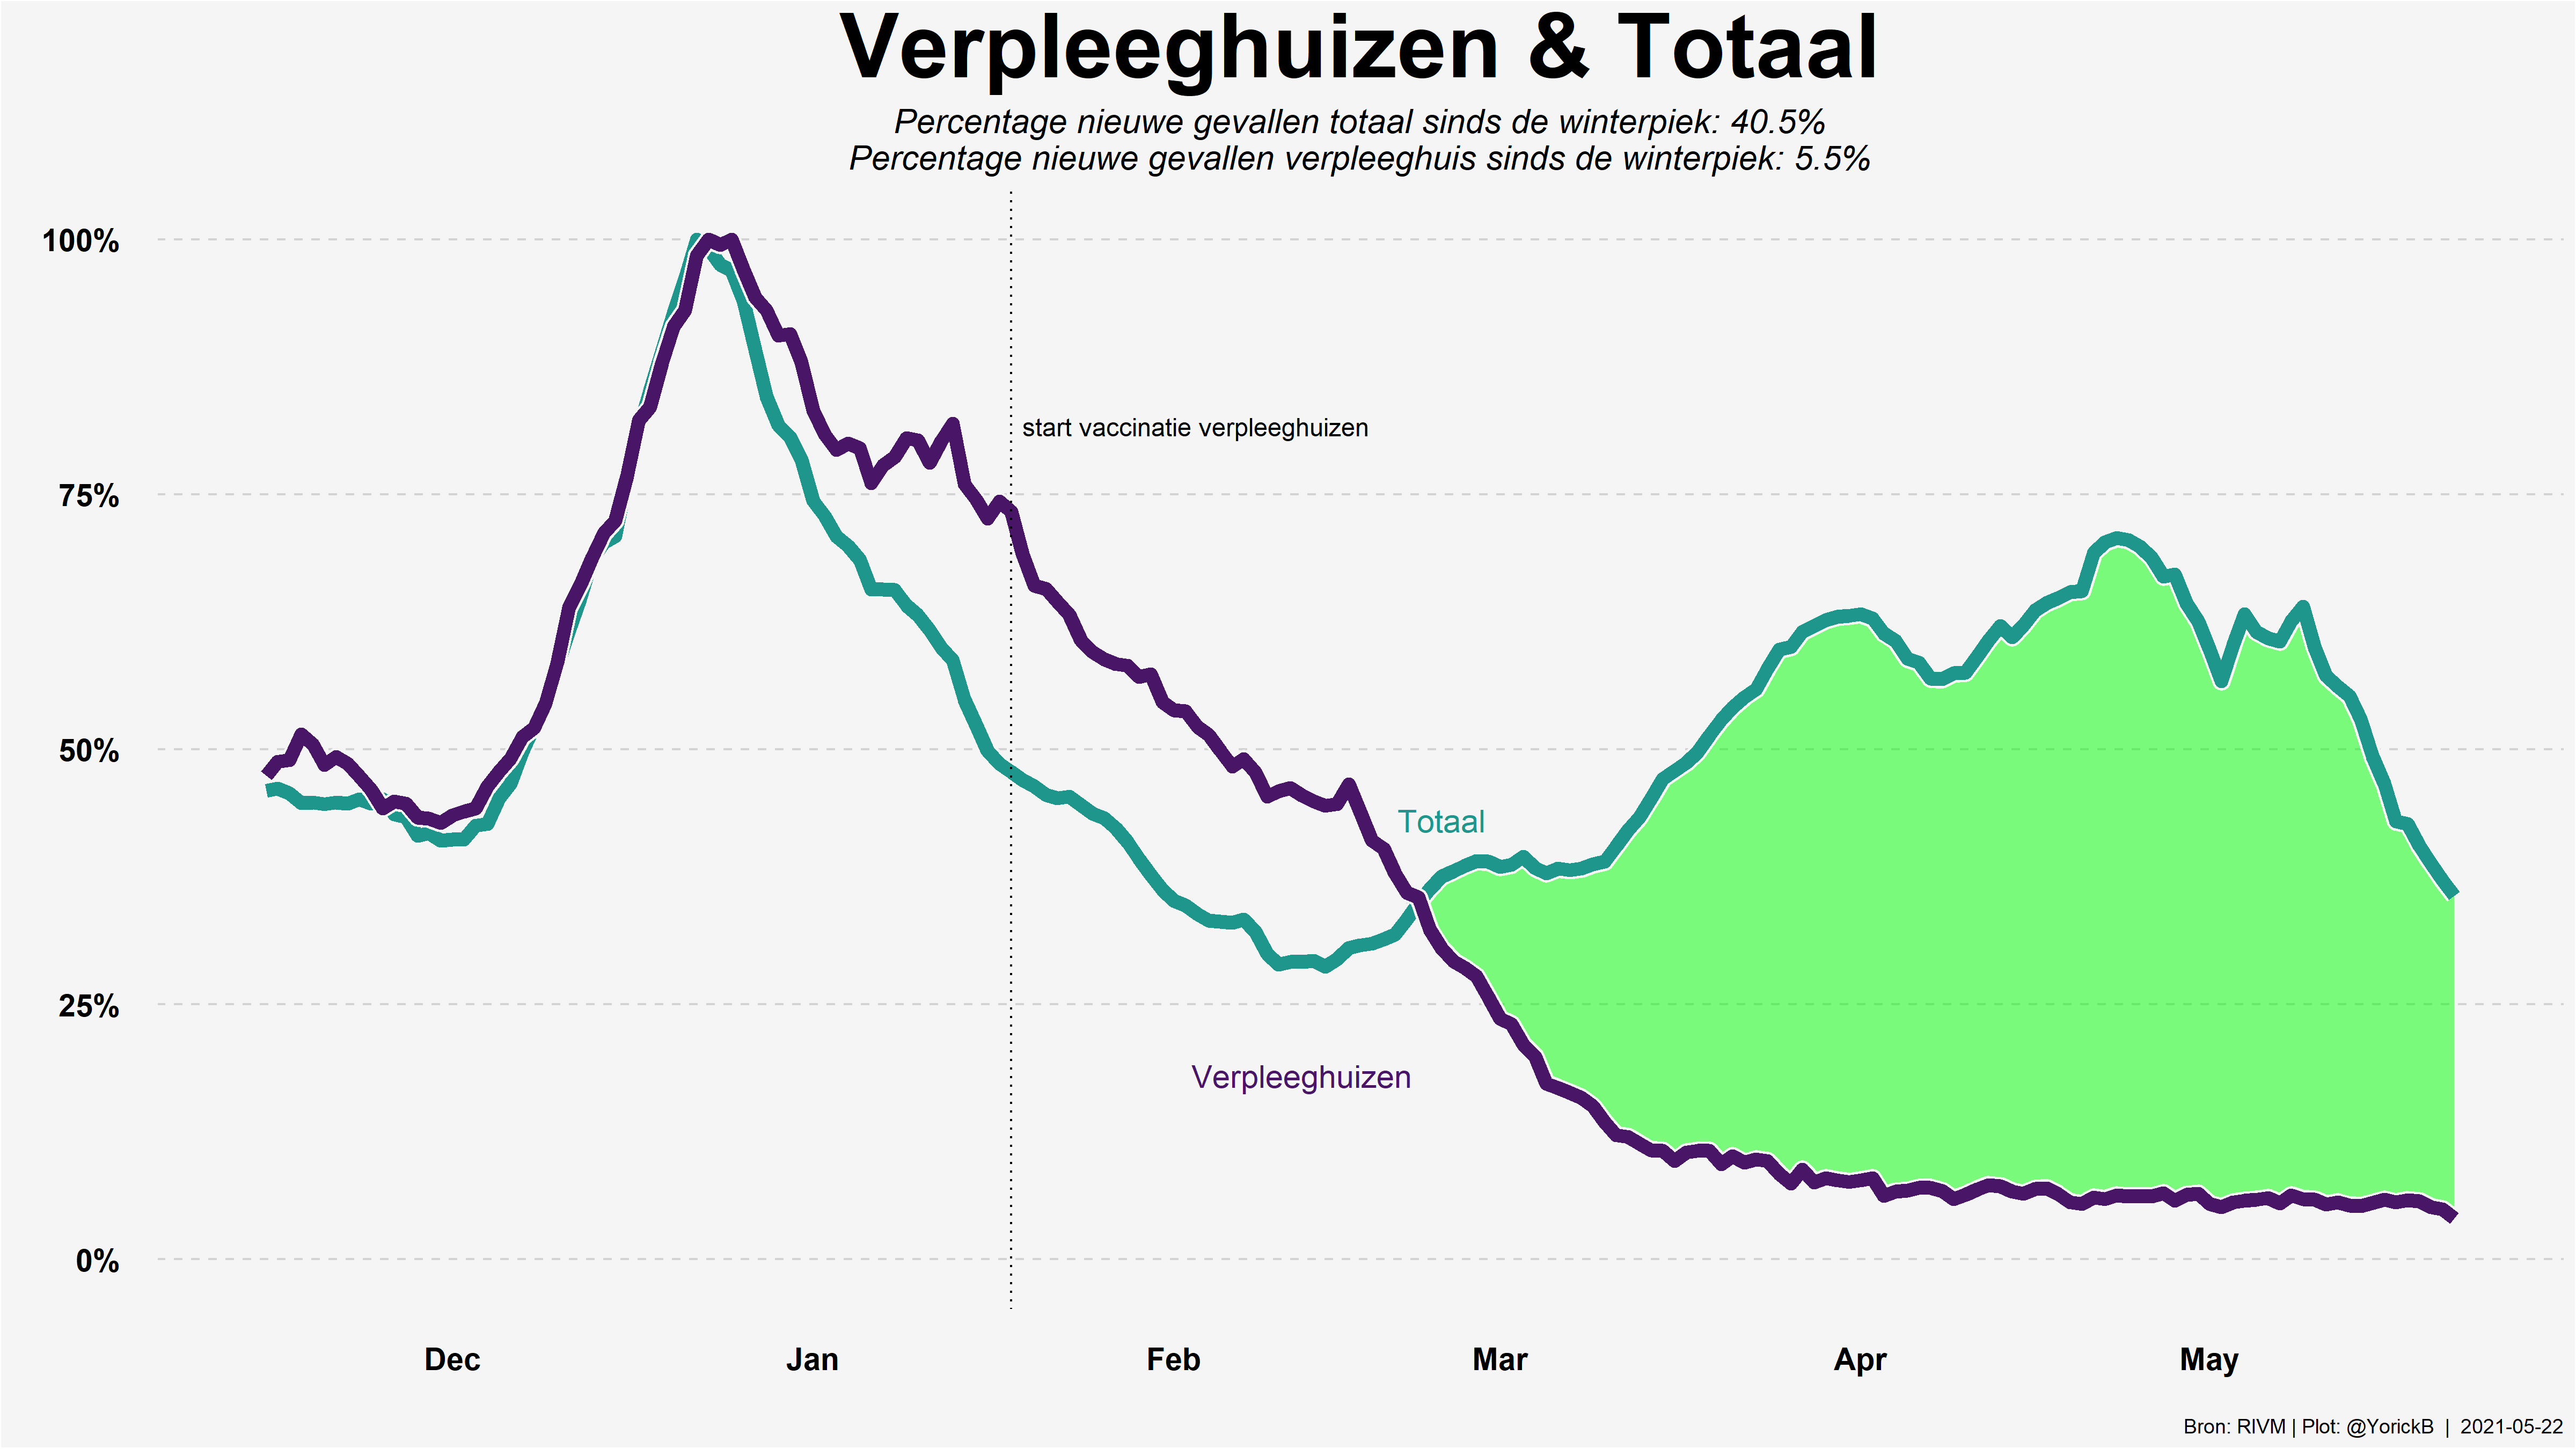 Verpleeghuizen & Totaal
Percentage nieuwe gevallen totaal sinds de winterpiek: 40.5%
Percentage nieuwe gevallen verpleeghuis sinds de winterpiek: 5.5%
100%
start vaccinatie verpleeghuizen
75%
50%
Totaal
25%
Verpleeghuizen
0%
Dec Jan Feb Mar Apr May
Bron: RIVM | Plot: @YorickB | 2021-05-22